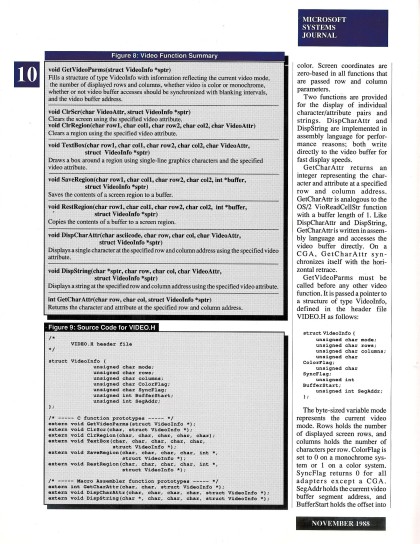 MICROSOFT
SYSTEMS
JOURNAL
10
Figure 8: Video Function Summary
void GetVideoParms(struct VideoInfo *sptr)
Fills a structure of type VideoInfo with information reflecting the current video mode,
the number of displayed rows and columns, whether video is color or monochrome,
whether or not video buffer accesses should be synchronized with blanking intervals,
and the video buffer address.
void ClrScr(char VideoAttr, struct VideoInfo *sptr)
Clears the screen using the specified video attribute.
void ClrRegion(char row1, char col1, char row2, char col2, char VideoAttr)
Clears a region using the specified video attribute.
void TextBox(char row1, char col1, char row2, char col2, char VideoAttr,
struct VideoInfo *sptr)
Draws a box around a region using single-line graphics characters and the specified
video attribute.
void SaveRegion(char row1, char col1, char row2, char col2, int *buffer,
struct VideoInfo *sptr)
Saves the contents of a screen region to a buffer.
void RestRegion(char row1, char col1, char row2, char col2, int *buffer,
struct VideoInfo *sptr)
Copies the contents of a buffer to a screen region.
void DispCharAttr(char asciicode, char row, char col, char VideoAttr,
struct VideoInfo *sptr)
Displays a single character at the specified row and column address using the specified video
attribute.
void DispString(char *sptr, char row, char col, char VideoAttr,
struct VideoInfo *sptr)
Displays a string at the specified row and column address using the specified video attribute.
int GetCharAttr(char row, char col, struct VideoInfo *sptr)
Returns the character and attribute at the specified row and column address.
Figure 9: Source Code for VIDEO.H
/*
VIDEO.H header file
*/
struct VideoInfo {
unsigned char mode;
unsigned char rows;
unsigned char columns;
unsigned char ColorFlag;
unsigned char SyncFlag;
unsigned int BufferStart;
unsigned int SegAddr;
};
/* ----- C function prototypes ----- */
extern void GetVideoParms(struct VideoInfo *);
extern void ClrScr(char, struct VideoInfo *);
extern void ClrRegion(char, char, char, char, char);
extern void TextBox(char, char, char, char, char,
struct VideoInfo *);
extern void SaveRegion(char, char, char, char, int *,
struct VideoInfo *);
extern void RestRegion(char, char, char, char, int *,
struct VideoInfo *);
/* ----- Macro Assembler function prototypes ----- */
extern int GetCharAttr(char, char, struct VideoInfo *);
extern void DispCharAttr(char, char, char, char, struct VideoInfo *);
extern void DispString(char *, char, char, char, struct VideoInfo *);
color. Screen coordinates are
zero-based in all functions that
are passed row and column
parameters.
Two functions are provided
for the display of individual
character/attribute pairs and
strings. DispCharAttr and
DispString are implemented in
assembly language for perform-
mance reasons; both write
directly to the video buffer for
fast display speeds.
GetCharAttr returns an
integer representing the char-
acter and attribute at a specified
row and column address.
GetCharAttr is analogous to the
OS/2 VioReadCellStr function
with a buffer length of 1. Like
DispCharAttr and DispString,
GetCharAttr is written in assem-
bly language and accesses the
video buffer directly. On a
CGA, GetCharAttr syn-
chronizes itself with the hori-
zontal retrace.
GetVideoParms must be
called before any other video
function. It is passed a pointer to
a structure of type VideoInfo,
defined in the header file
VIDEO.H as follows:
struct VideoInfo {
unsigned char mode;
unsigned char rows;
unsigned char columns;
unsigned char
ColorFlag;
unsigned char
SyncFlag;
unsigned int
BufferStart;
unsigned int SegAddr;
};
The byte-sized variable mode
represents the current video
mode. Rows holds the number
of displayed screen rows, and
columns holds the number of
characters per row. ColorFlag is
set to 0 on a monochrome sys-
tem or 1 on a color system.
SyncFlag returns 0 for all
adapters except a CGA.
SegAddr holds the current video
buffer segment address, and
BufferStart holds the offset into
NOVEMBER 1988